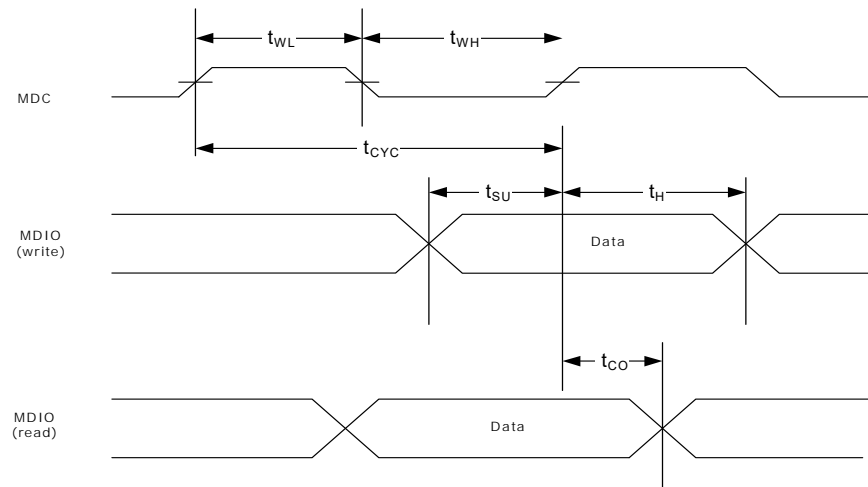 tWL
tWH
MDC
tCYC
tSU
tH
MDIO
(write)
Data
tCO
MDIO
(read)
Data